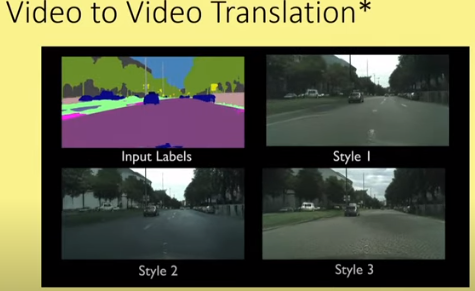 Video to Video Translation*
Input Labels
Style 1
Style 2
Style 3